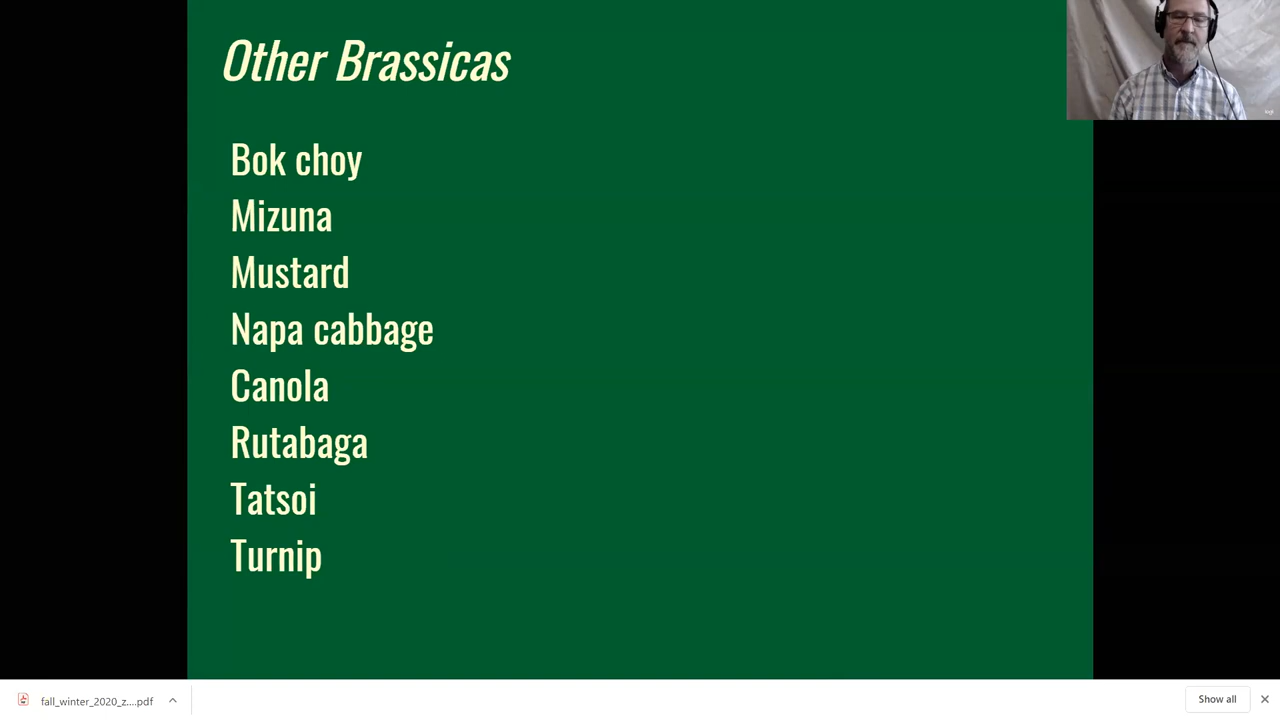 Other Brassicas
Bok choy
Mizuna
Mustard
Napa cabbage
Canola
Rutabaga
Tatsoi
Turnip
fall_winter_2020_z....pdf
Show all